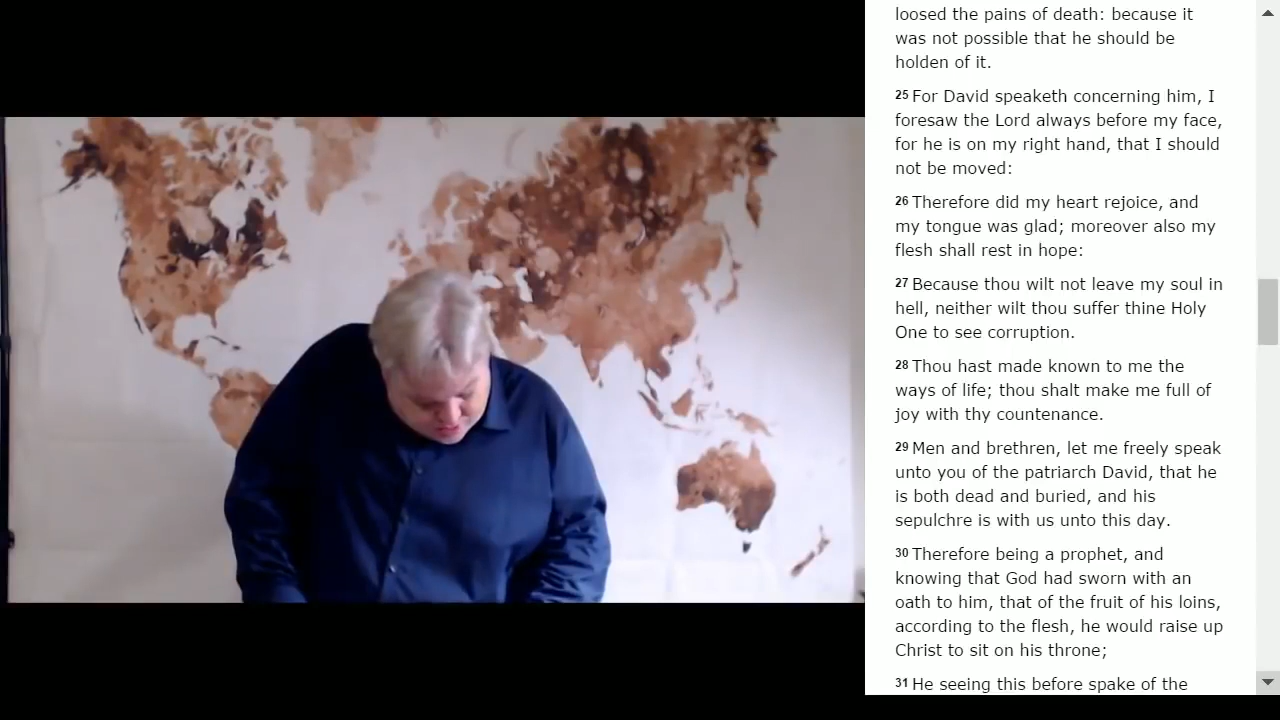 loosed the pains of death: because it
was not possible that he should be
holden of it.
25 For David speaketh concerning him, I
foresaw the Lord always before my face,
for he is on my right hand, that I should
not be moved:
26 Therefore did my heart rejoice, and
my tongue was glad; moreover also my
flesh shall rest in hope:
27 Because thou wilt not leave my soul in
hell, neither wilt thou suffer thine Holy
One to see corruption.
28 Thou hast made known to me the
ways of life; thou shalt make me full of
joy with thy countenance.
29 Men and brethren, let me freely speak
unto you of the patriarch David, that he
is both dead and buried, and his
sepulchre is with us unto this day.
30 Therefore being a prophet, and
knowing that God had sworn with an
oath to him, that of the fruit of his loins,
according to the flesh, he would raise up
Christ to sit on his throne;
31 He seeing this before spake of the